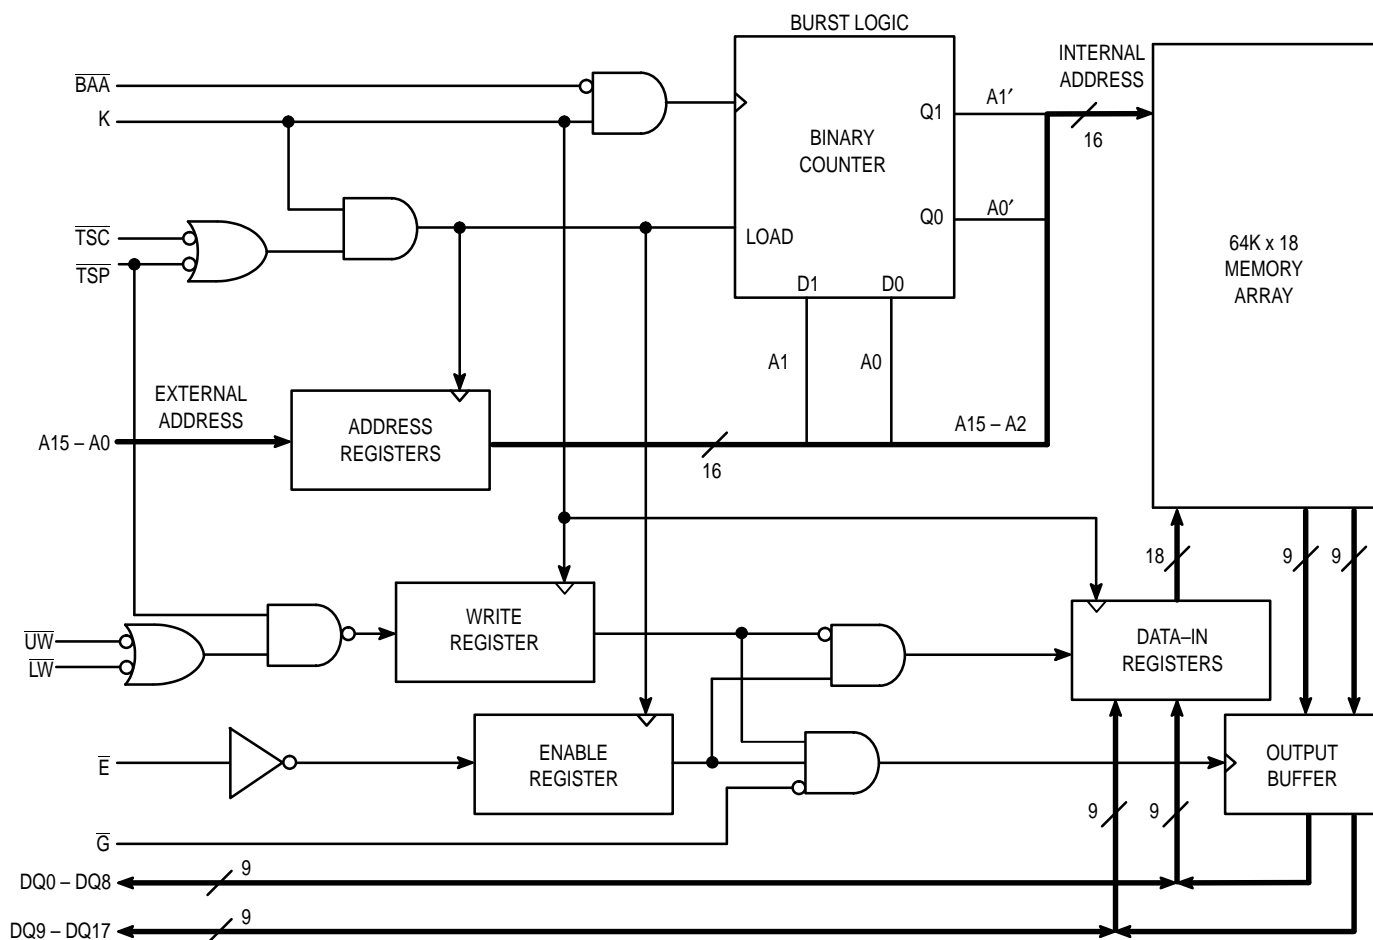 BURST LOGIC
BAA
K
TSC
TSP
BINARY
COUNTER
Q1
Q0
LOAD
D1
D0
A1′
A0′
INTERNAL
ADDRESS
16
64K x 18
MEMORY
ARRAY
A1
A0
EXTERNAL
ADDRESS
A15 – A0
ADDRESS
REGISTERS
16
A15 – A2
18
9
9
UW
LW
WRITE
REGISTER
DATA–IN
REGISTERS
E
ENABLE
REGISTER
OUTPUT
BUFFER
9
9
G
DQ0 – DQ8
9
DQ9 – DQ17
9